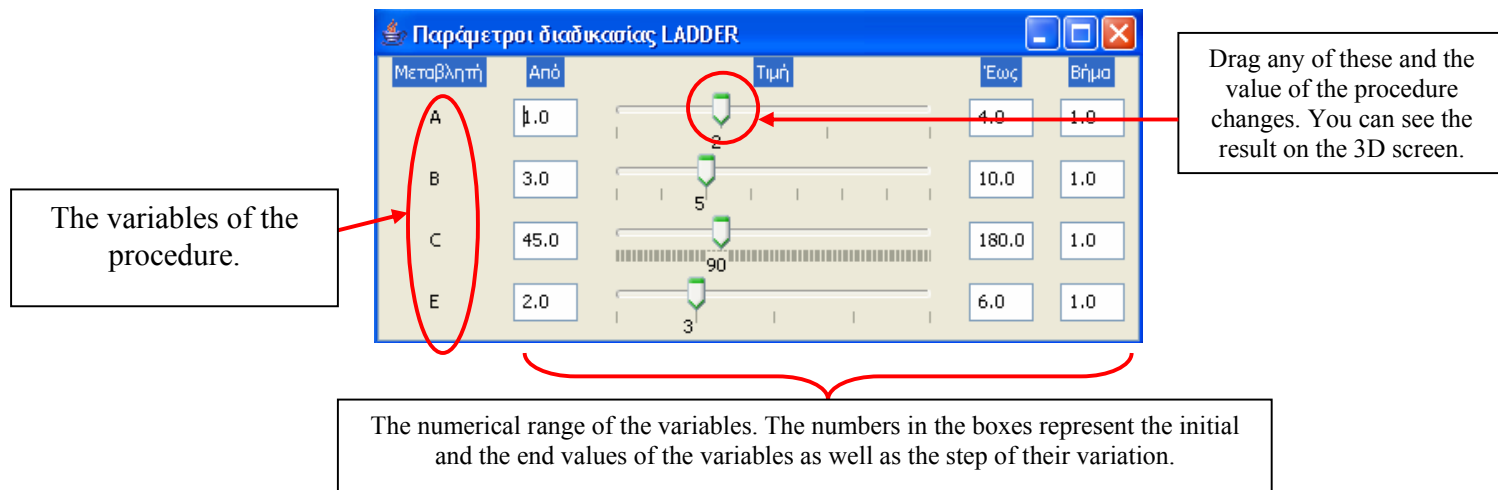 Παράμετροι διαδικασίας LADDER
Μεταβλητή Από Τιμή Έως Βήμα
A 1.0 2 4.0 1.0
B 3.0 5 10.0 1.0
C 45.0 90 180.0 1.0
E 2.0 3 6.0 1.0
Drag any of these and the
value of the procedure
changes. You can see the
result on the 3D screen.
The variables of the
procedure.
The numerical range of the variables. The numbers in the boxes represent the initial
and the end values of the variables as well as the step of their variation.